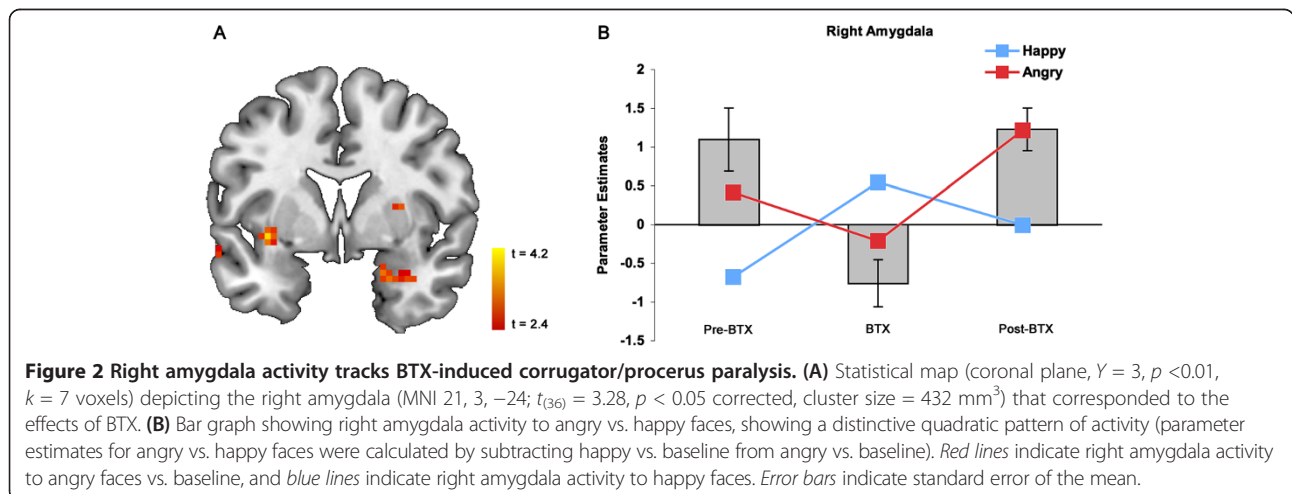 A
B
Right Amygdala
Happy
Angry
2
1.5
1
0.5
0
-0.5
-1
-1.5
Parameter Estimates
t = 4.2
t = 2.4
Pre-BTX
BTX
Post-BTX
Figure 2 Right amygdala activity tracks BTX-induced corrugator/procerus paralysis. (A) Statistical map (coronal plane, Y = 3, p <0.01,
k = 7 voxels) depicting the right amygdala (MNI 21, 3, −24; t(36) = 3.28, p < 0.05 corrected, cluster size = 432 mm³) that corresponded to the
effects of BTX. (B) Bar graph showing right amygdala activity to angry vs. happy faces, showing a distinctive quadratic pattern of activity (parameter
estimates for angry vs. happy faces were calculated by subtracting happy vs. baseline from angry vs. baseline). Red lines indicate right amygdala activity
to angry faces vs. baseline, and blue lines indicate right amygdala activity to happy faces. Error bars indicate standard error of the mean.